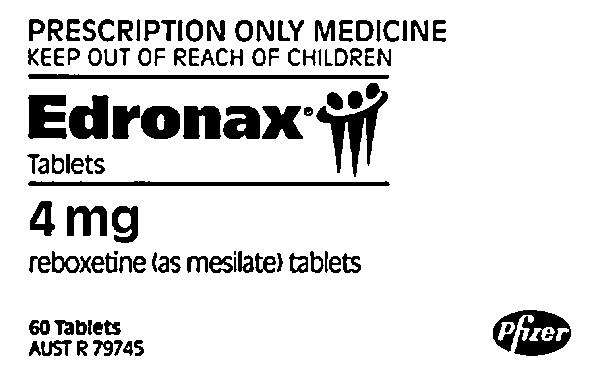 PRESCRIPTION ONLY MEDICINE
KEEP OUT OF REACH OF CHILDREN
Edronax®
Tablets
4 mg
reboxetine (as mesilate) tablets
60 Tablets
AUST R 79745
Pfizer